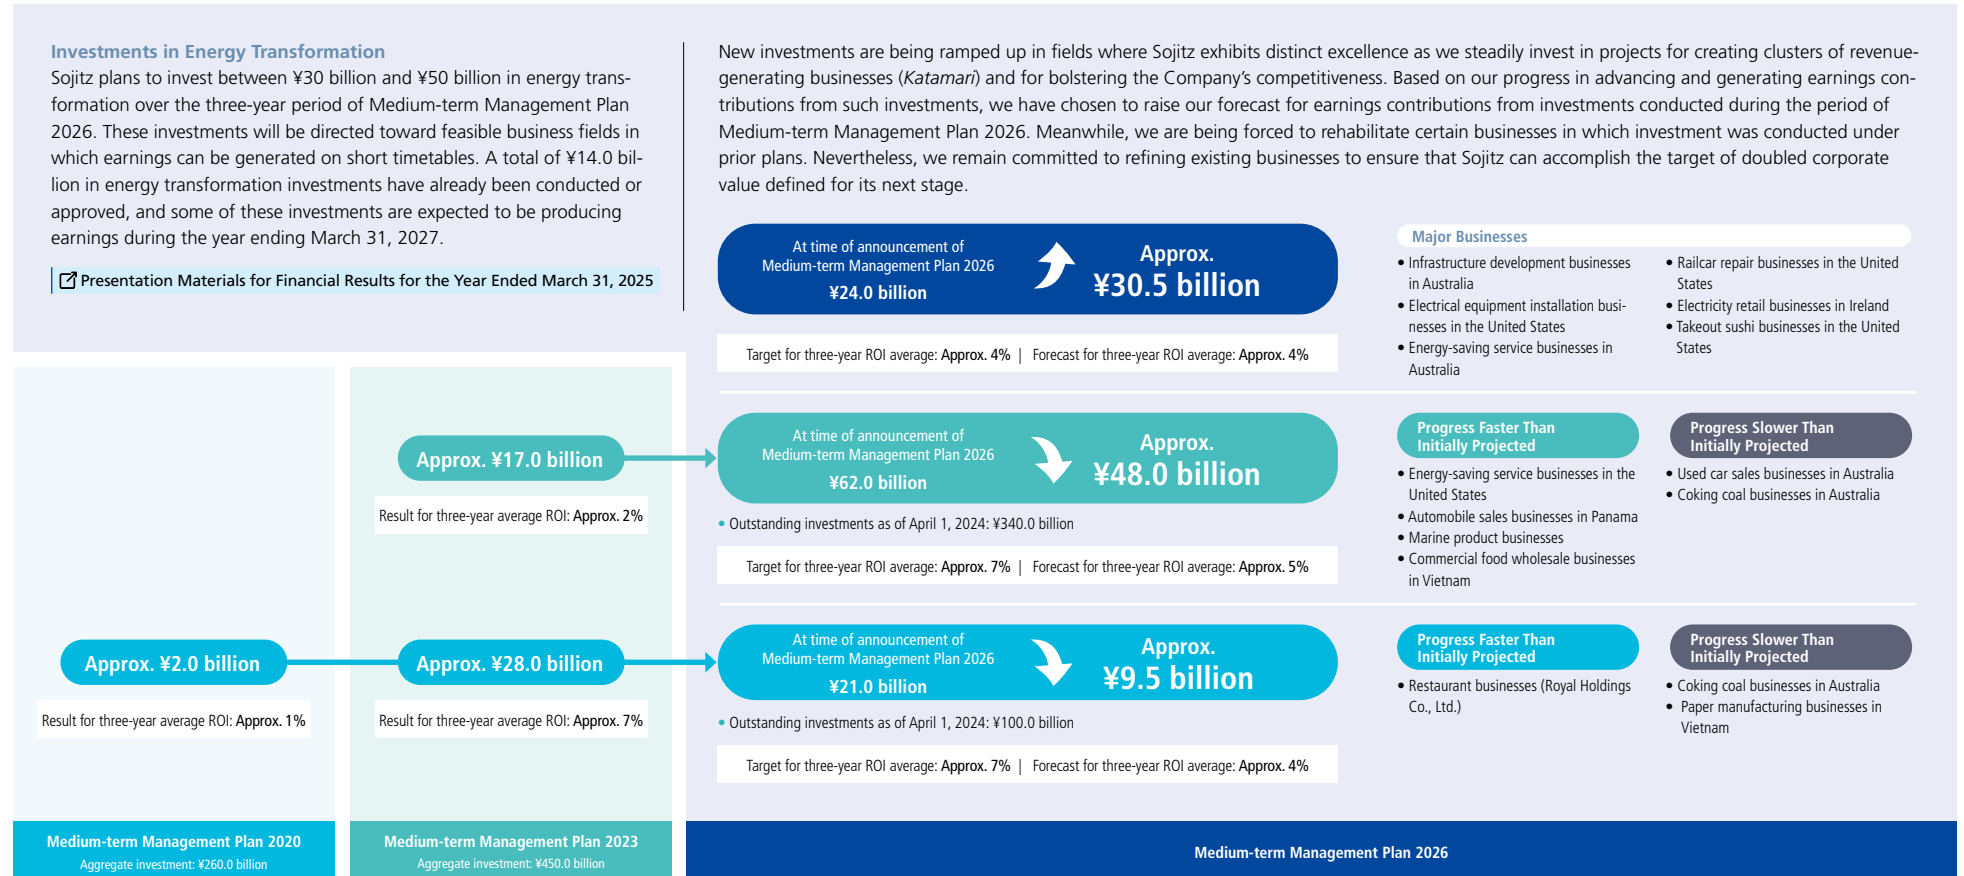 Investments in Energy Transformation
Sojitz plans to invest between ¥30 billion and ¥50 billion in energy trans-
formation over the three-year period of Medium-term Management Plan
2026. These investments will be directed toward feasible business fields in
which earnings can be generated on short timetables. A total of ¥14.0 bil-
lion in energy transformation investments have already been conducted or
approved, and some of these investments are expected to be producing
earnings during the year ending March 31, 2027.
Presentation Materials for Financial Results for the Year Ended March 31, 2025
New investments are being ramped up in fields where Sojitz exhibits distinct excellence as we steadily invest in projects for creating clusters of revenue-
generating businesses (Katamari) and for bolstering the Company's competitiveness. Based on our progress in advancing and generating earnings con-
tributions from such investments, we have chosen to raise our forecast for earnings contributions from investments conducted during the period of
Medium-term Management Plan 2026. Meanwhile, we are being forced to rehabilitate certain businesses in which investment was conducted under
prior plans. Nevertheless, we remain committed to refining existing businesses to ensure that Sojitz can accomplish the target of doubled corporate
value defined for its next stage.
At time of announcement of
Medium-term Management Plan 2026
¥24.0 billion
Approx.
¥30.5 billion
Target for three-year ROI average: Approx. 4% | Forecast for three-year ROI average: Approx. 4%
Major Businesses
• Infrastructure development businesses
in Australia
• Electrical equipment installation busi-
nesses in the United States
• Energy-saving service businesses in
Australia
• Railcar repair businesses in the United
States
• Electricity retail businesses in Ireland
• Takeout sushi businesses in the United
States
Approx. ¥17.0 billion
Result for three-year average ROI: Approx. 2%
At time of announcement of
Medium-term Management Plan 2026
¥62.0 billion
Approx.
¥48.0 billion
• Outstanding investments as of April 1, 2024: ¥340.0 billion
Target for three-year ROI average: Approx. 7% | Forecast for three-year ROI average: Approx. 5%
Progress Faster Than
Initially Projected
• Energy-saving service businesses in the
United States
• Automobile sales businesses in Panama
• Marine product businesses
• Commercial food wholesale businesses
in Vietnam
Progress Slower Than
Initially Projected
• Used car sales businesses in Australia
• Coking coal businesses in Australia
Approx. ¥2.0 billion
Result for three-year average ROI: Approx. 1%
Approx. ¥28.0 billion
Result for three-year average ROI: Approx. 7%
At time of announcement of
Medium-term Management Plan 2026
¥21.0 billion
Approx.
¥9.5 billion
• Outstanding investments as of April 1, 2024: ¥100.0 billion
Target for three-year ROI average: Approx. 7% | Forecast for three-year ROI average: Approx. 4%
Progress Faster Than
Initially Projected
• Restaurant businesses (Royal Holdings
Co., Ltd.)
Progress Slower Than
Initially Projected
• Coking coal businesses in Australia
• Paper manufacturing businesses in
Vietnam
Medium-term Management Plan 2020
Aggregate investment: ¥260.0 billion
Medium-term Management Plan 2023
Aggregate investment: ¥450.0 billion
Medium-term Management Plan 2026